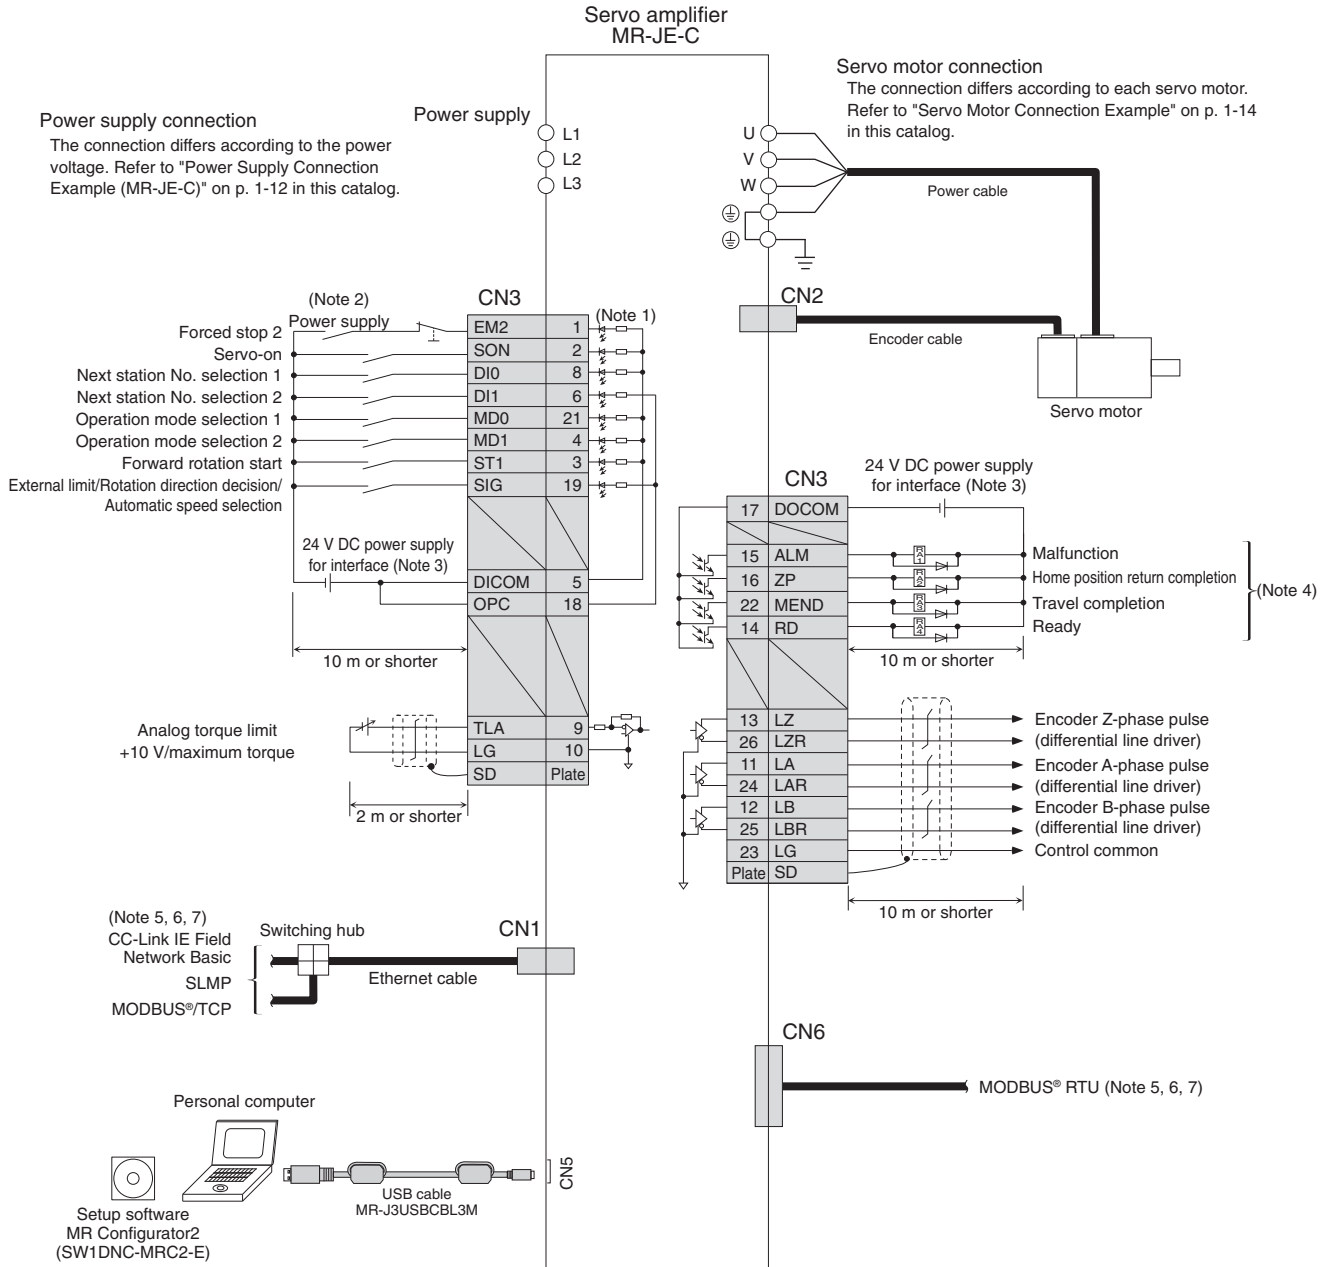 Servo amplifier
MR-JE-C
Servo motor connection
The connection differs according to each servo motor.
Refer to "Servo Motor Connection Example" on p. 1-14
in this catalog.
Power supply connection
The connection differs according to the power
voltage. Refer to "Power Supply Connection
Example (MR-JE-C)" on p. 1-12 in this catalog.
Power supply
L1
L2
L3
U
V
W
Power cable
CN2
Encoder cable
Servo motor
CN3
(Note 1)
(Note 2)
Power supply
Forced stop 2
EM2 1
Servo-on
SON 2
Next station No. selection 1
DI0 8
Next station No. selection 2
DI1 6
Operation mode selection 1
MD0 21
Operation mode selection 2
MD1 4
Forward rotation start
ST1 3
External limit/Rotation direction decision/
Automatic speed selection
SIG 19
24 V DC power supply
for interface (Note 3)
DICOM 5
OPC 18
10 m or shorter
Analog torque limit
+10 V/maximum torque
TLA 9
LG 10
SD Plate
2 m or shorter
CN3
24 V DC power supply
for interface (Note 3)
17 DOCOM
15 ALM
RA1
Malfunction
16 ZP
RA2
Home position return completion
22 MEND
RA3
Travel completion
14 RD
RA4
Ready
(Note 4)
10 m or shorter
13 LZ
Encoder Z-phase pulse
26 LZR
(differential line driver)
11 LA
Encoder A-phase pulse
24 LAR
(differential line driver)
12 LB
Encoder B-phase pulse
25 LBR
(differential line driver)
23 LG
Control common
Plate SD
10 m or shorter
(Note 5, 6, 7)
CC-Link IE Field
Network Basic
SLMP
MODBUS®/TCP
Switching hub
Ethernet cable
CN1
CN6
MODBUS® RTU (Note 5, 6, 7)
Personal computer
CN5
USB cable
MR-J3USBCBL3M
Setup software
MR Configurator2
(SW1DNC-MRC2-E)